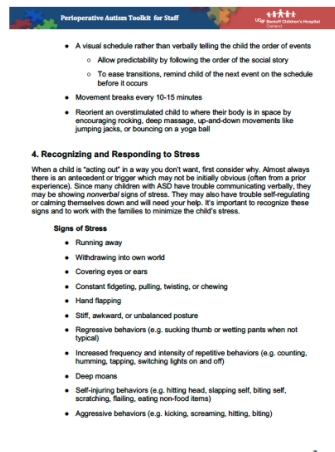 Perioperative Autism Toolkit for Staff
UCSF Benioff Children's Hospital
● A visual schedule rather than verbally telling the child the order of events
○ Allow predictability by following the order of the social story
○ To ease transitions, remind child of the next event on the schedule
before it occurs
● Movement breaks every 10-15 minutes
● Reorient an overstimulated child to where their body is in space by
encouraging rocking, deep massage, up-and-down movements like
jumping jacks, or bouncing on a yoga ball
4. Recognizing and Responding to Stress
When a child is "acting out" in a way you don't want, first consider why. Almost always
there is an antecedent or trigger which may not be initially obvious (often from a prior
experience). Since many children with ASD have trouble communicating verbally, they
may be showing nonverbal signs of stress. They may also have trouble self-regulating
or calming themselves down and will need your help. It's important to recognize these
signs and to work with the families to minimize the child's stress.
Signs of Stress
● Running away
● Withdrawing into own world
● Covering eyes or ears
● Constant fidgeting, pulling, twisting, or chewing
● Hand flapping
● Stiff, awkward, or unbalanced posture
● Regressive behaviors (e.g. sucking thumb or wetting pants when not
typical)
● Increased frequency and intensity of repetitive behaviors (e.g. counting,
humming, tapping, switching lights on and off)
● Deep moans
● Self-injuring behaviors (e.g. hitting head, slapping self, biting self,
scratching, flailing, eating non-food items)
● Aggressive behaviors (e.g. kicking, screaming, hitting, biting)